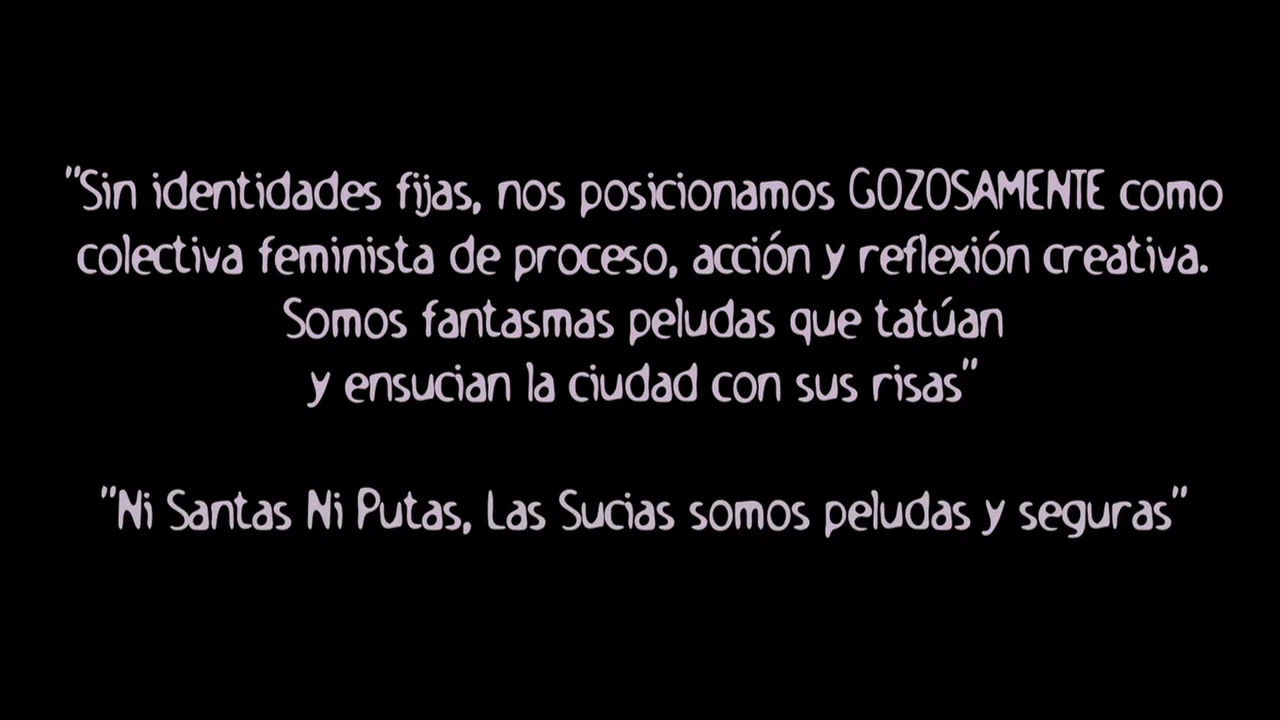 "Sin identidades fijas, nos posicionamos GOZOSAMENTE como
colectiva feminista de proceso, acción y reflexión creativa.
Somos fantasmas peludas que tatúan
y ensucian la ciudad con sus risas"
"Ni Santas Ni Putas, Las Sucias somos peludas y seguras"